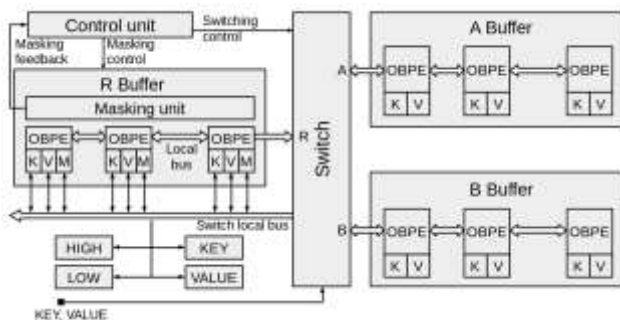 Control unit
Switching
control
Masking
feedback
Masking
control
R Buffer
Masking unit
OBPE
OBPE
OBPE
K V M
K V M
K V M
Local
bus
R
Switch
Switch local bus
HIGH
KEY
LOW
VALUE
KEY, VALUE
A Buffer
A
OBPE
OBPE
OBPE
K V
K V
K V
B Buffer
B
OBPE
OBPE
OBPE
K V
K V
K V